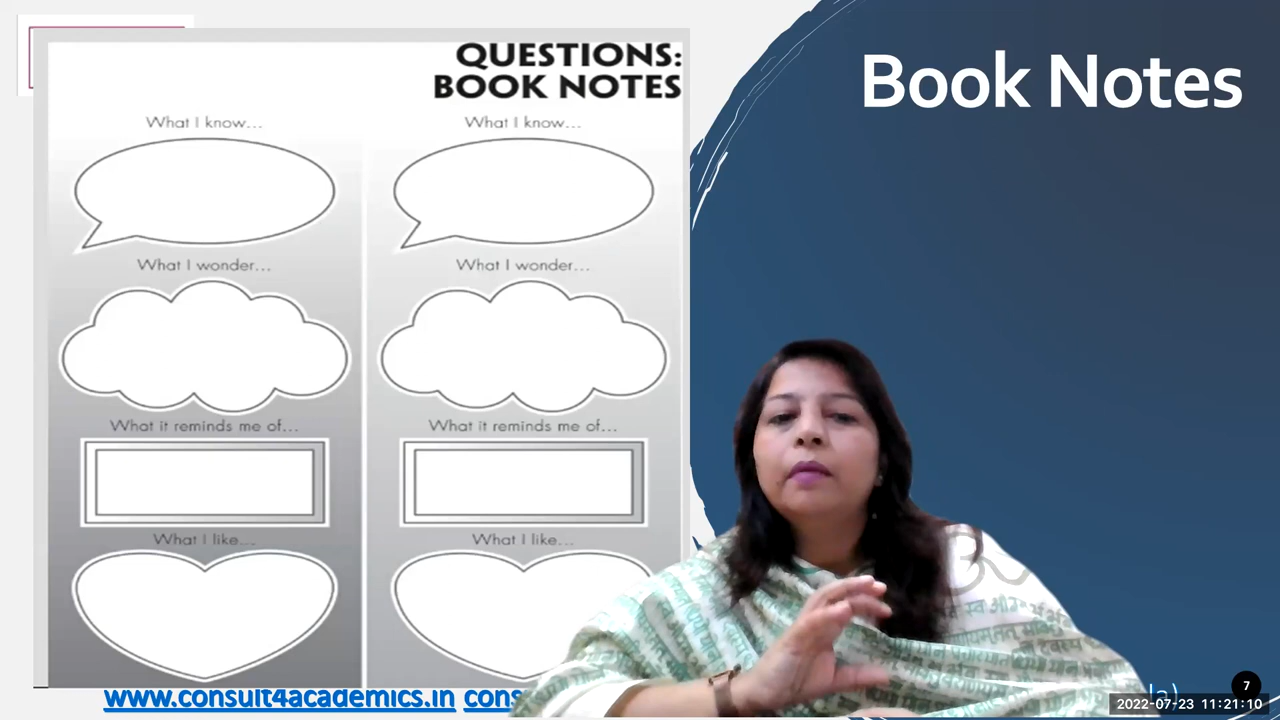 Book Notes
QUESTIONS:
BOOK NOTES
What I know...
What I know...
What I wonder...
What I wonder...
What it reminds me of...
What it reminds me of...
What I like...
What I like...
www.consult4academics.in cons
7
2022-07-23 11:21:10